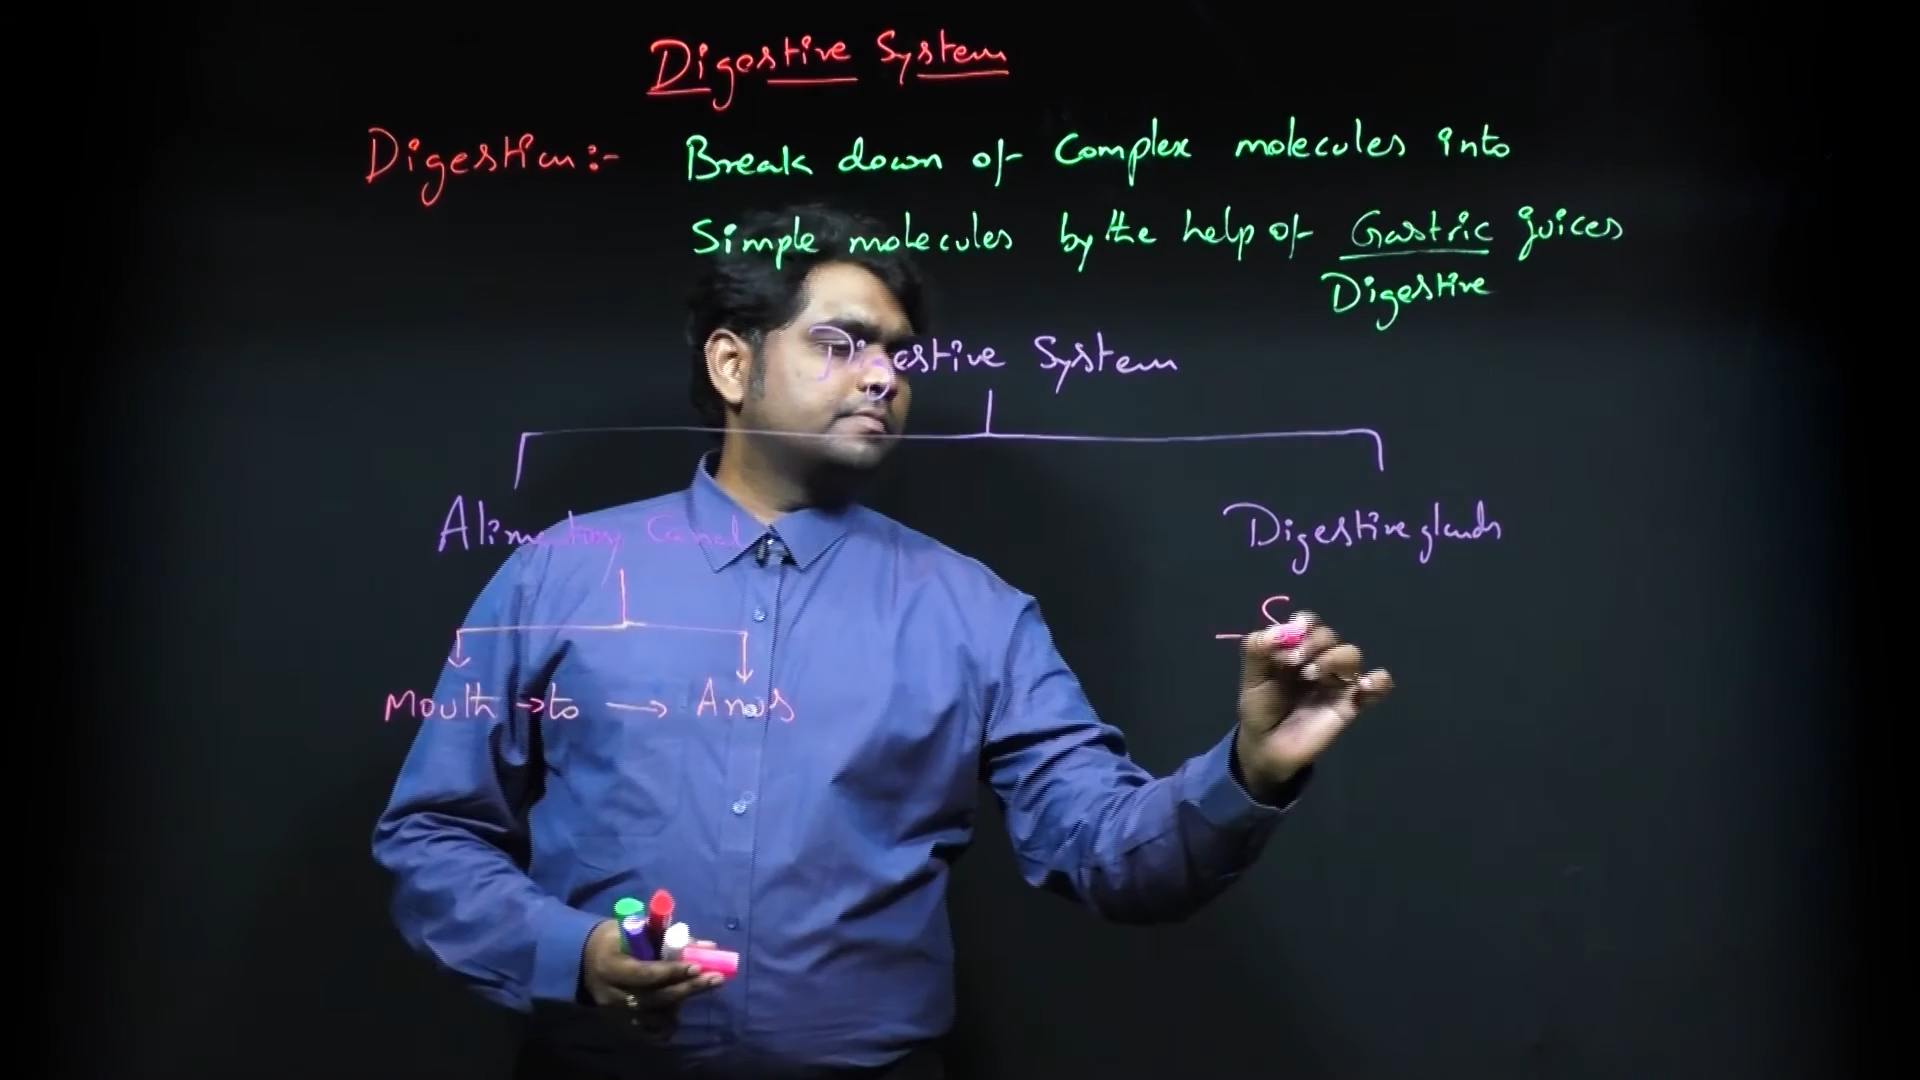 Digestive System
Digestion:- Break down of Complex molecules into
Simple molecules by the help of Gastric juices
Digestive
Digestive System
Alimentary Canal Digestive glands
- S
Mouth → to → Anus